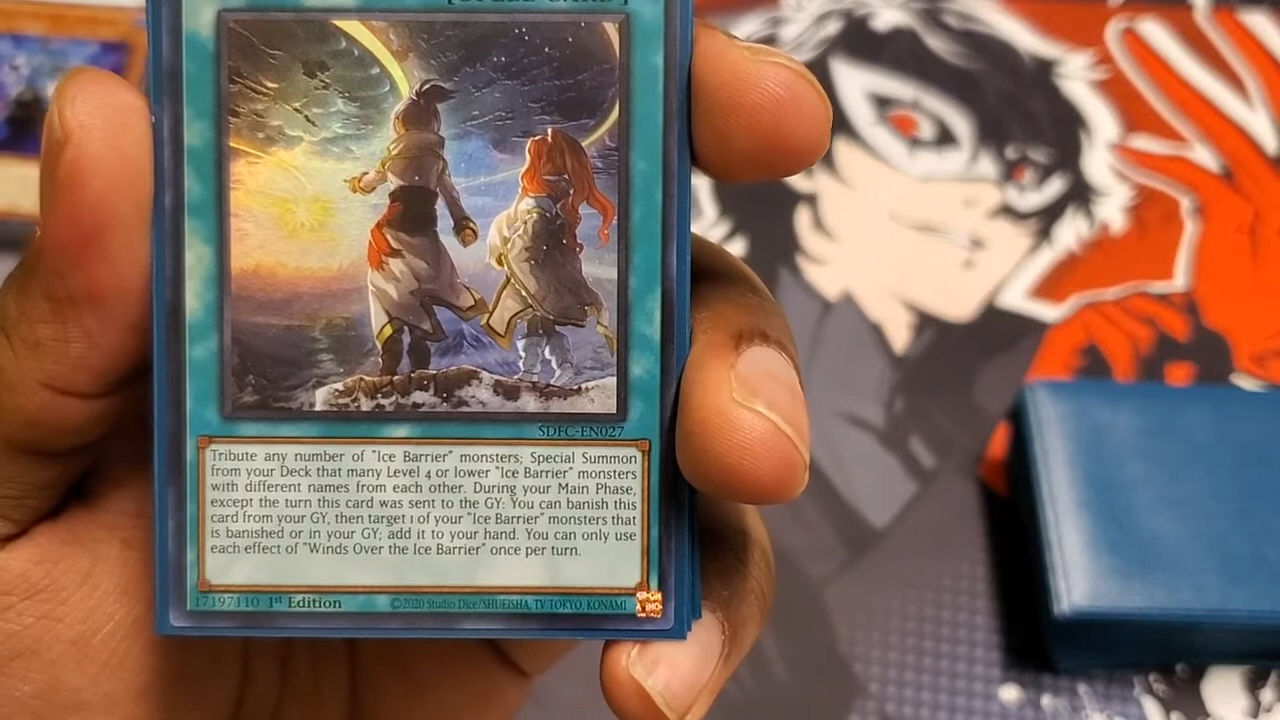 [SPELL CARD]
SDFC-EN027
Tribute any number of "Ice Barrier" monsters; Special Summon
from your Deck that many Level 4 or lower "Ice Barrier" monsters
with different names from each other. During your Main Phase,
except the turn this card was sent to the GY: You can banish this
card from your GY, then target 1 of your "Ice Barrier" monsters that
is banished or in your GY; add it to your hand. You can only use
each effect of "Winds Over the Ice Barrier" once per turn.
17197110 1st Edition ©2020 Studio Dice/SHUEISHA, TV TOKYO, KONAMI